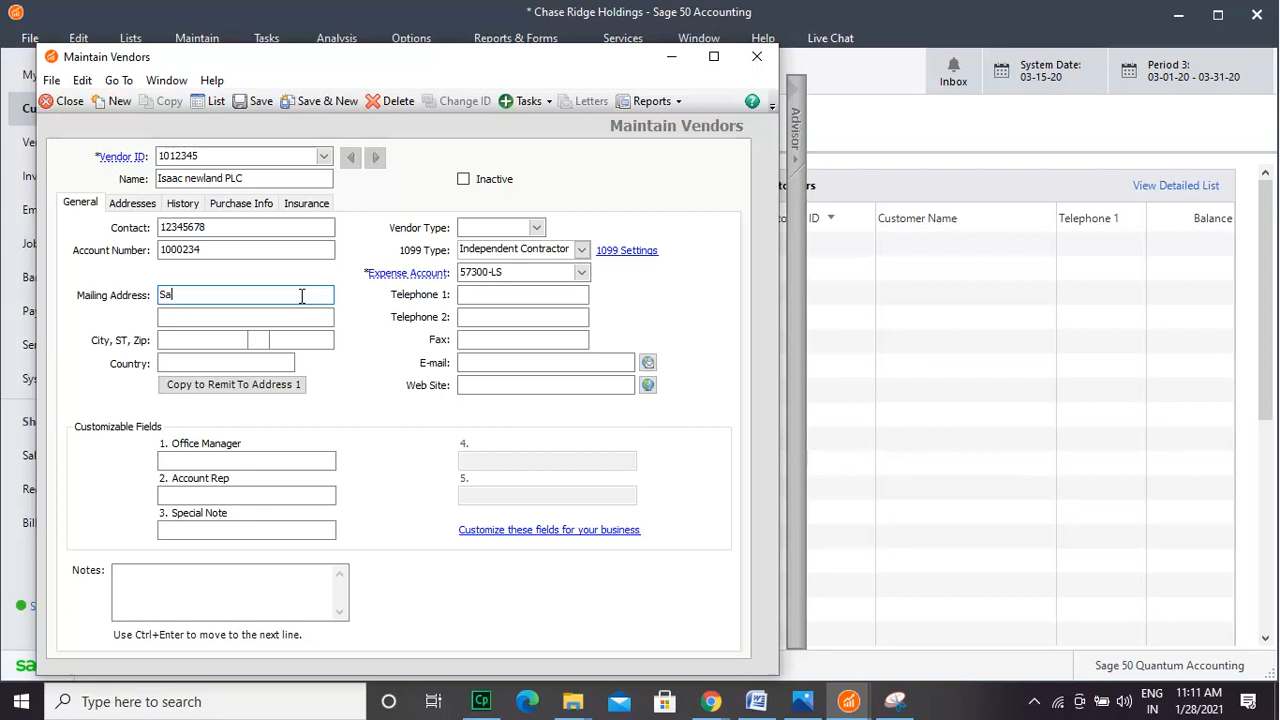 * Chase Ridge Holdings - Sage 50 Accounting
File Edit Lists Maintain Tasks Analysis Options Reports & Forms Services Window Help Live Chat
Maintain Vendors
File Edit Go To Window Help
Close New Copy List Save Save & New Delete Change ID Tasks Letters Reports
Maintain Vendors
*Vendor ID: 1012345
Name: Isaac newland PLC
Inactive
General Addresses History Purchase Info Insurance
Contact: 12345678
Vendor Type:
Account Number: 1000234
1099 Type: Independent Contractor 1099 Settings
*Expense Account: 57300-LS
Mailing Address: Sa
Telephone 1:
Telephone 2:
City, ST, Zip:
Fax:
Country:
E-mail:
Copy to Remit To Address 1
Web Site:
Customizable Fields
1. Office Manager
4.
2. Account Rep
5.
3. Special Note
Customize these fields for your business
Notes:
Use Ctrl+Enter to move to the next line.
Advisor
Inbox
System Date:
03-15-20
Period 3:
03-01-20 - 03-31-20
View Detailed List
ID Customer Name Telephone 1 Balance
Sage 50 Quantum Accounting
Type here to search
ENG
IN
11:11 AM
1/28/2021